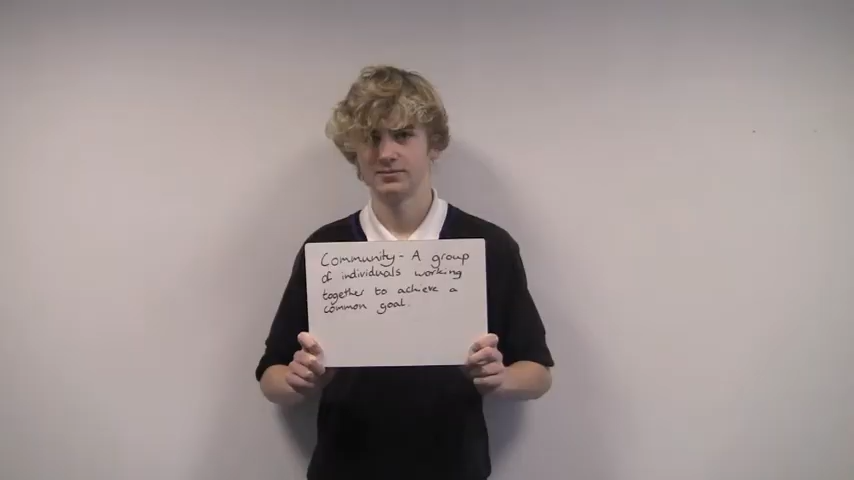 Community - A group
of individuals working
together to achieve a
common goal.